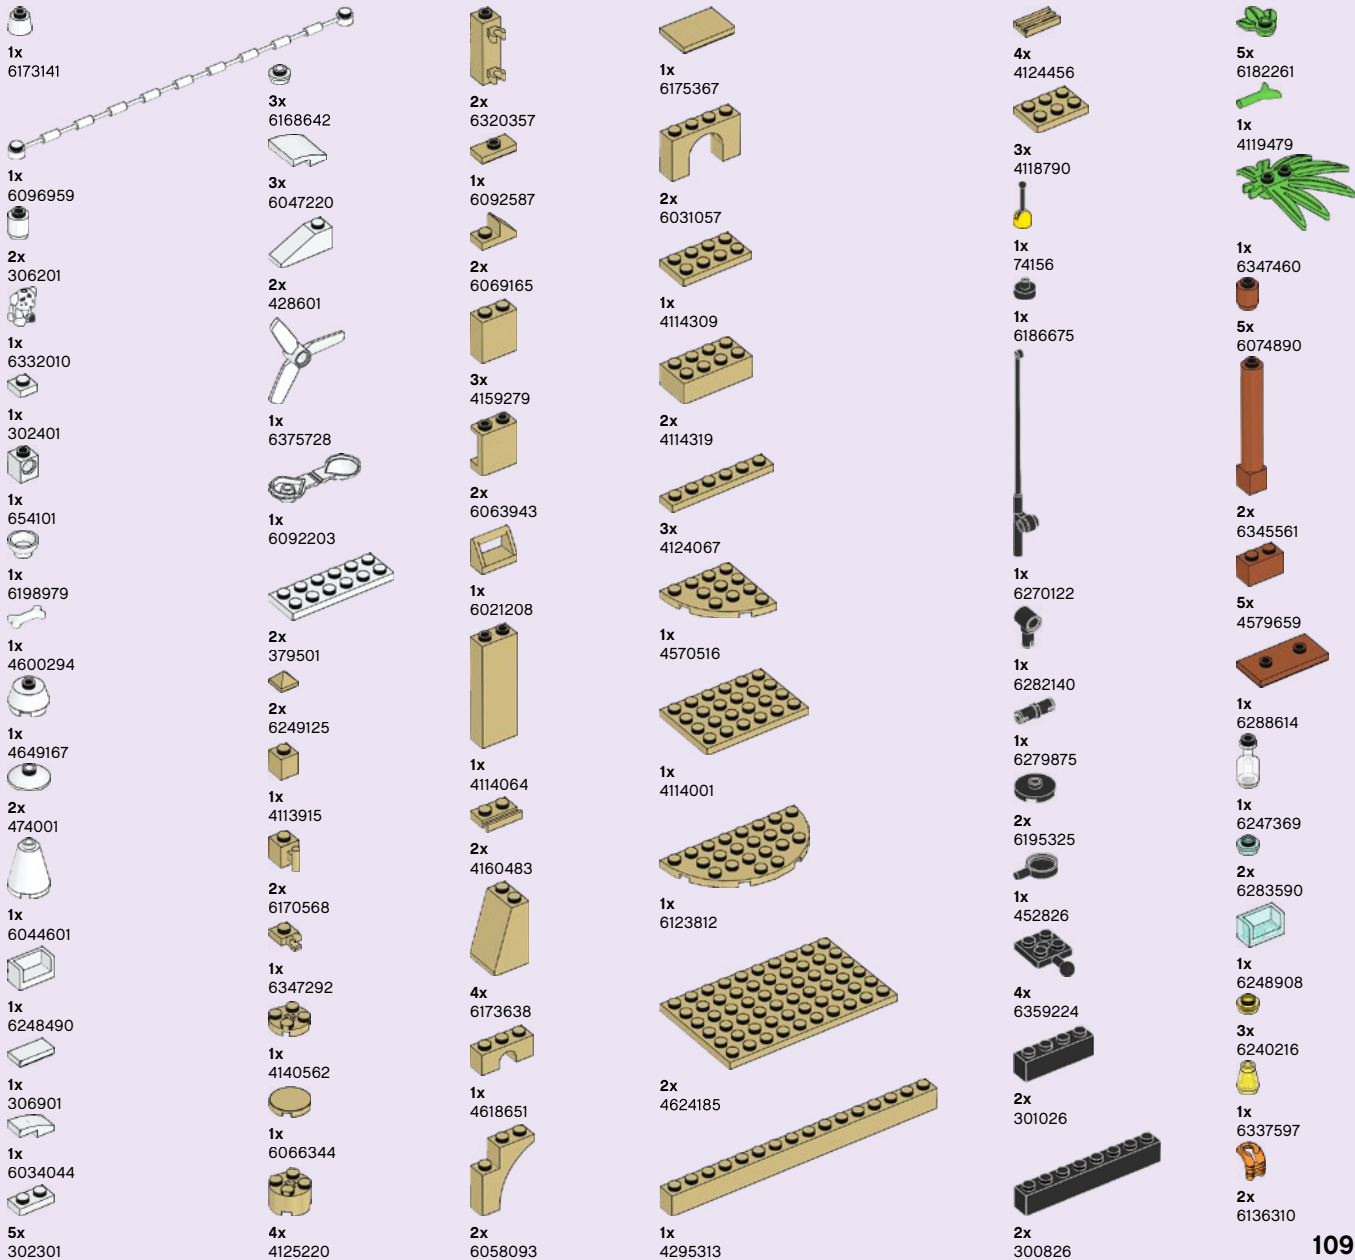 1x
6173141
1x
6096959
2x
306201
1x
6332010
1x
302401
1x
654101
1x
6198979
1x
4600294
1x
4649167
2x
474001
1x
6044601
1x
6248490
1x
306901
1x
6034044
5x
302301
3x
6168642
3x
6047220
2x
428601
1x
6375728
1x
6092203
2x
379501
2x
6249125
1x
4113915
2x
6170568
1x
6347292
1x
4140562
1x
6066344
4x
4125220
2x
6320357
1x
6092587
2x
6069165
3x
4159279
2x
6063943
1x
6021208
1x
4114064
2x
4160483
4x
6173638
1x
4618651
2x
6058093
1x
6175367
2x
6031057
1x
4114309
2x
4114319
3x
4124067
1x
4570516
1x
4114001
1x
6123812
2x
4624185
1x
4295313
4x
4124456
3x
4118790
1x
74156
1x
6186675
1x
6270122
1x
6282140
1x
6279875
2x
6195325
1x
452826
4x
6359224
2x
301026
2x
300826
5x
6182261
1x
4119479
1x
6347460
5x
6074890
2x
6345561
5x
4579659
1x
6288614
1x
6247369
2x
6283590
1x
6248908
3x
6240216
1x
6337597
2x
6136310
109